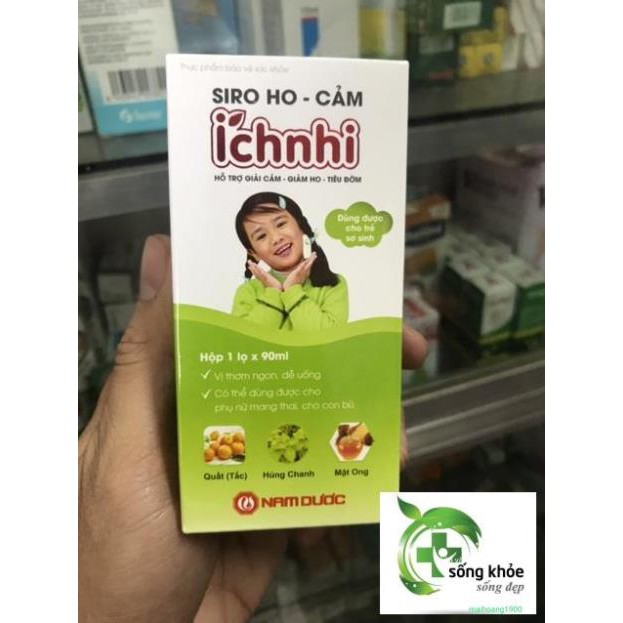 Thực phẩm bảo vệ sức khỏe
SIRO HO - CẢM
ichnhi
HỖ TRỢ GIẢI CẢM - GIẢM HO - TIÊU ĐỜM
Dùng được
cho trẻ
sơ sinh
Hộp 1 lọ x 90ml
Vị thơm ngon, dễ uống
Có thể dùng được cho
phụ nữ mang thai, cho con bú.
Quất (Tắc)
Húng Chanh
Mật Ong
NAM DƯỢC
sống khỏe
sống đẹp
maihoang1900